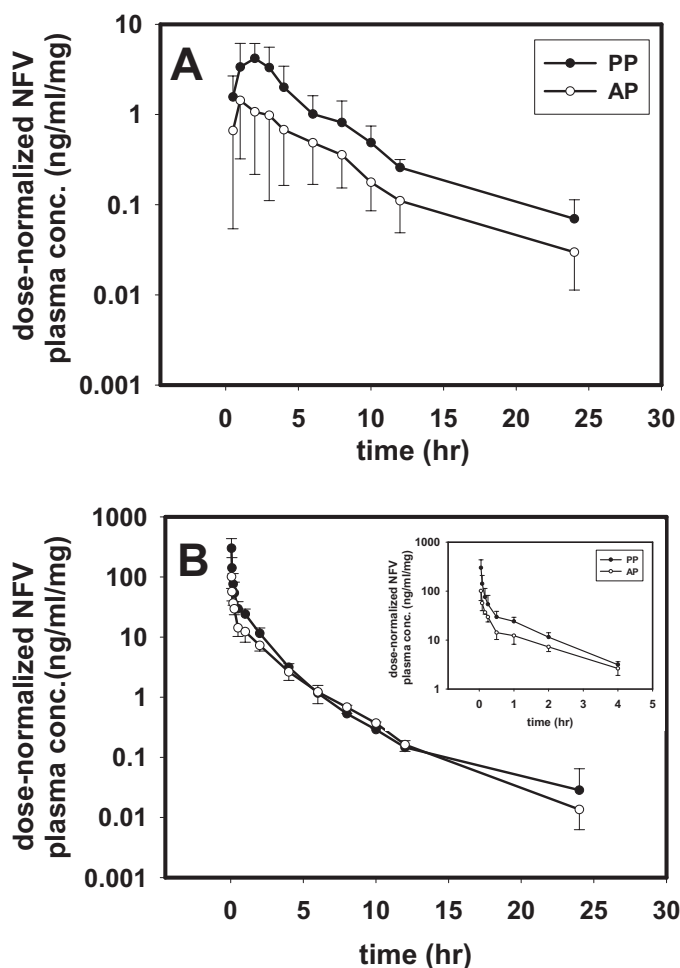 A
dose-normalized NFV
plasma conc. (ng/ml/mg)
10
1
0.1
0.01
0.001
0 5 10 15 20 25 30
time (hr)
PP
AP
B
dose-normalized NFV
plasma conc.(ng/ml/mg)
1000
100
10
1
0.1
0.01
0.001
0 5 10 15 20 25 30
time (hr)
dose-normalized NFV
plasma conc. (ng/ml/mg)
1000
100
10
1
0 1 2 3 4 5
time (hr)
PP
AP